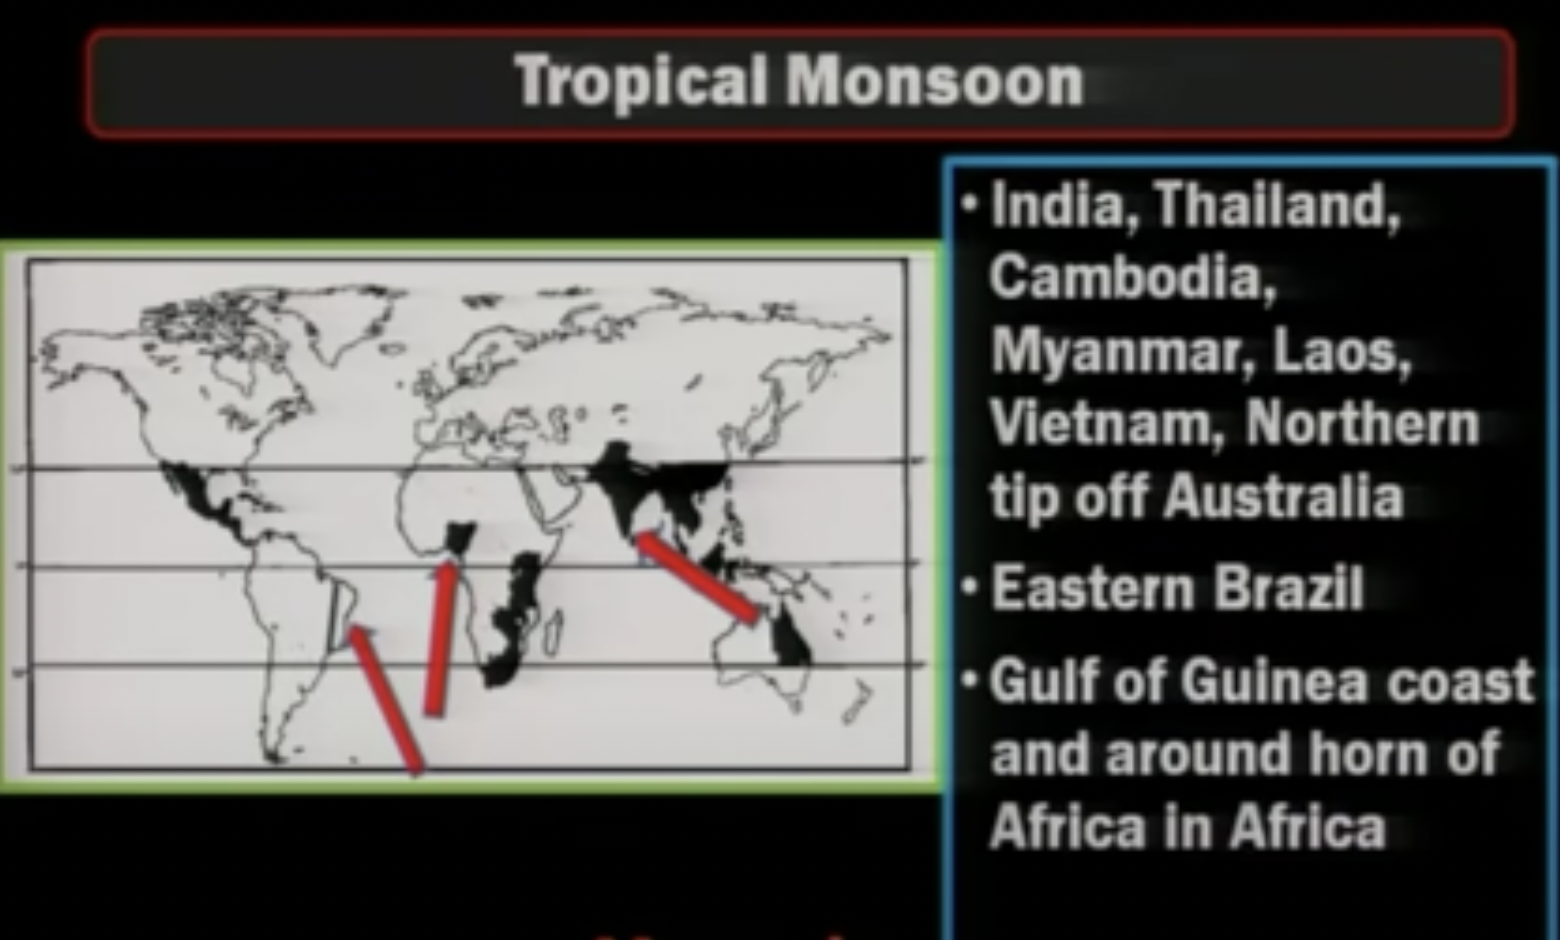 Tropical Monsoon
• India, Thailand,
Cambodia,
Myanmar, Laos,
Vietnam, Northern
tip off Australia
• Eastern Brazil
• Gulf of Guinea coast
and around horn of
Africa in Africa